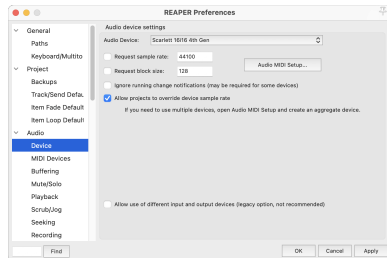 REAPER Preferences
General
Paths
Keyboard/Multito
Project
Backups
Track/Send Defau
Item Fade Default
Item Loop Default
Audio
Device
MIDI Devices
Buffering
Mute/Solo
Playback
Scrub/Jog
Seeking
Recording
Find
Audio device settings
Audio Device: Scarlett 16i16 4th Gen
Request sample rate: 44100
Audio MIDI Setup...
Request block size: 128
Ignore running change notifications (may be required for some devices)
Allow projects to override device sample rate
If you need to use multiple devices, open Audio MIDI Setup and create an aggregate device.
Allow use of different input and output devices (legacy option, not recommended)
OK Cancel Apply